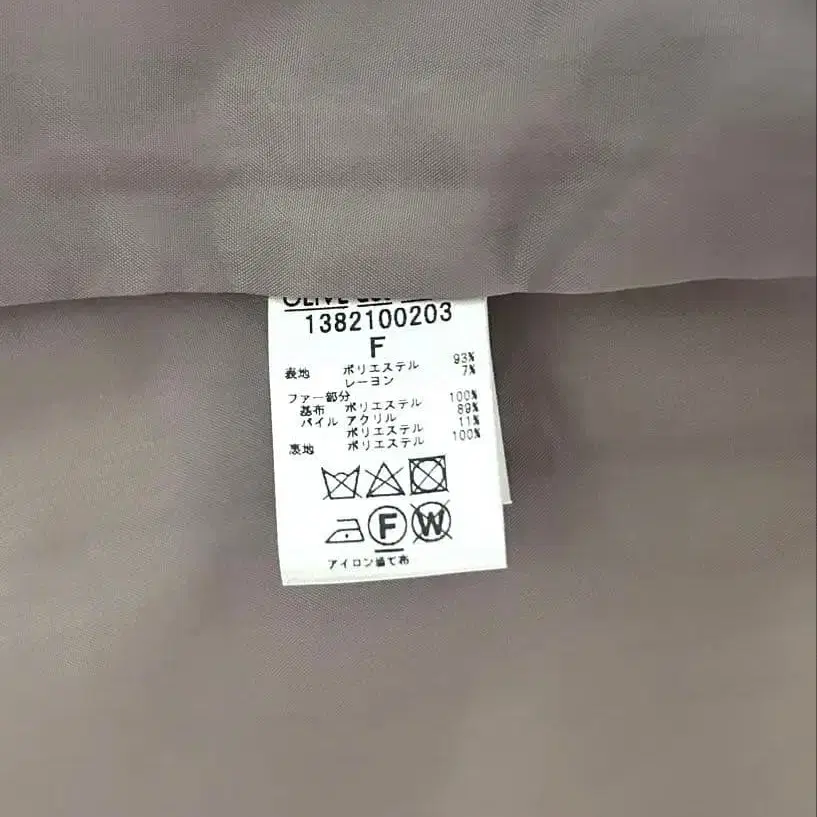 OLIVE
1382100203
F
表地 ポリエステル 93%
レーヨン 7%
ファー部分
基布 ポリエステル 100%
パイル アクリル 89%
ポリエステル 11%
裏地 ポリエステル 100%
F W
アイロン当て布